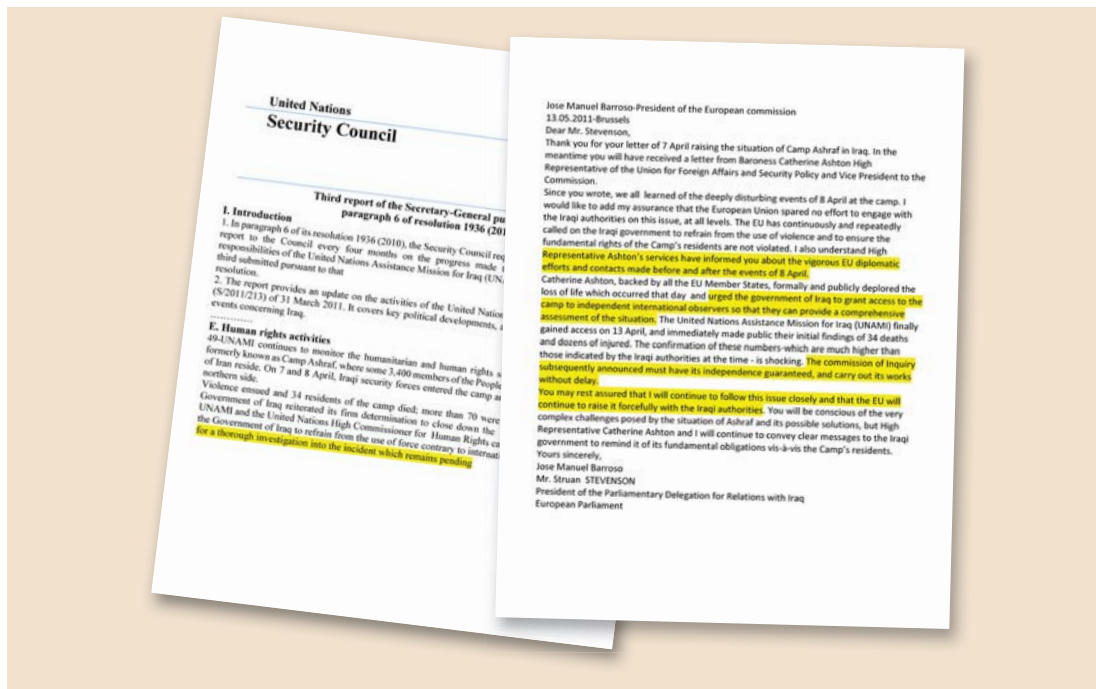 United Nations
Security Council
Third report of the Secretary-General pu
paragraph 6 of resolution 1936 (201
I. Introduction
1. In paragraph 6 of its resolution 1936 (2010), the Security Council req
report to the Council every four months on the progress made t
responsibilities of the United Nations Assistance Mission for Iraq (UN
third submitted pursuant to that
resolution.
2. The report provides an update on the activities of the United Nation
(S/2011/213) of 31 March 2011. It covers key political developments, a
events concerning Iraq.
.............
E. Human rights activities
49-UNAMI continues to monitor the humanitarian and human rights s
formerly known as Camp Ashraf, where some 3,400 members of the People
of Iran reside. On 7 and 8 April, Iraqi security forces entered the camp a
northern side.
Violence ensued and 34 residents of the camp died; more than 70 were
Government of Iraq reiterated its firm determination to close down the
UNAMI and the United Nations High Commissioner for Human Rights ca
the Government of Iraq to refrain from the use of force contrary to internati
for a thorough investigation into the incident which remains pending
Jose Manuel Barroso-President of the European commission
13.05.2011-Brussels
Dear Mr. Stevenson,
Thank you for your letter of 7 April raising the situation of Camp Ashraf in Iraq. In the
meantime you will have received a letter from Baroness Catherine Ashton High
Representative of the Union for Foreign Affairs and Security Policy and Vice President to the
Commission.
Since you wrote, we all learned of the deeply disturbing events of 8 April at the camp. I
would like to add my assurance that the European Union spared no effort to engage with
the Iraqi authorities on this issue, at all levels. The EU has continuously and repeatedly
called on the Iraqi government to refrain from the use of violence and to ensure the
fundamental rights of the Camp's residents are not violated. I also understand High
Representative Ashton's services have informed you about the vigorous EU diplomatic
efforts and contacts made before and after the events of 8 April.
Catherine Ashton, backed by all the EU Member States, formally and publicly deplored the
loss of life which occurred that day and urged the government of Iraq to grant access to the
camp to independent international observers so that they can provide a comprehensive
assessment of the situation. The United Nations Assistance Mission for Iraq (UNAMI) finally
gained access on 13 April, and immediately made public their initial findings of 34 deaths
and dozens of injured. The confirmation of these numbers-which are much higher than
those indicated by the Iraqi authorities at the time - is shocking. The commission of Inquiry
subsequently announced must have its independence guaranteed, and carry out its works
without delay.
You may rest assured that I will continue to follow this issue closely and that the EU will
continue to raise it forcefully with the Iraqi authorities. You will be conscious of the very
complex challenges posed by the situation of Ashraf and its possible solutions, but High
Representative Catherine Ashton and I will continue to convey clear messages to the Iraqi
government to remind it of its fundamental obligations vis-à-vis the Camp's residents.
Yours sincerely,
Jose Manuel Barroso
Mr. Struan STEVENSON
President of the Parliamentary Delegation for Relations with Iraq
European Parliament